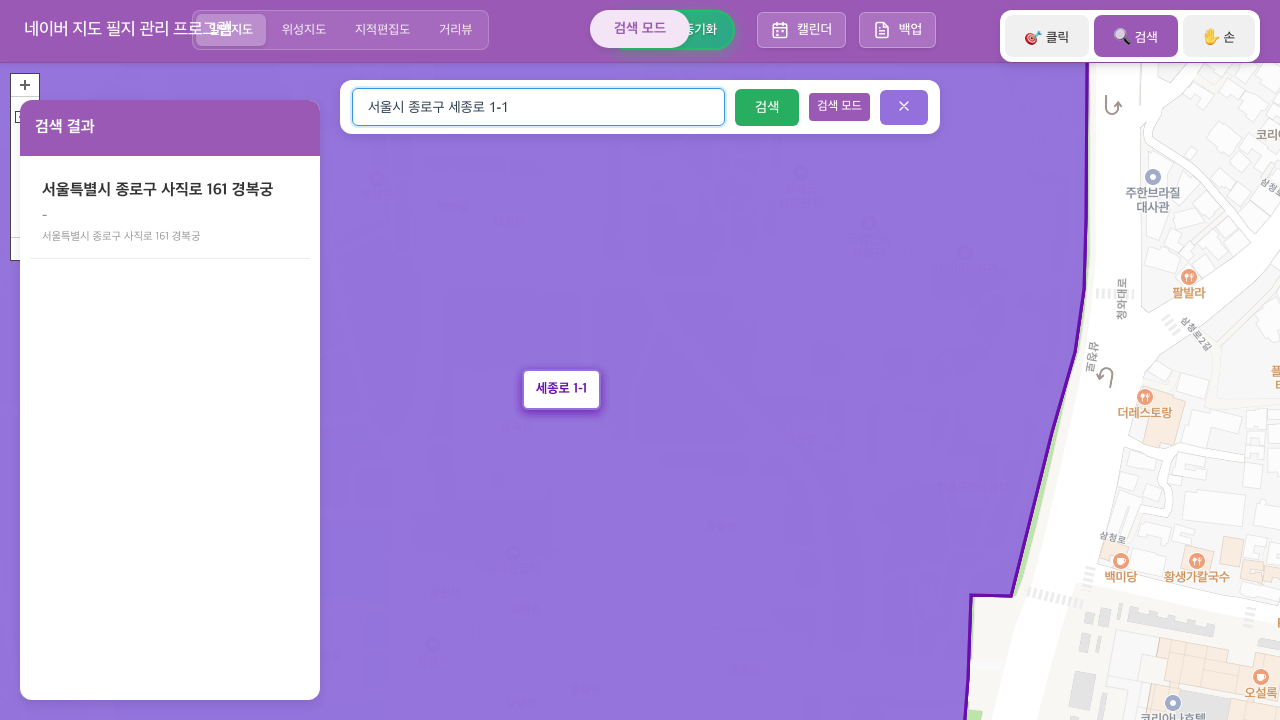 네이버 지도 필지 관리 프로그램
일반지도
위성지도
지적편집도
거리뷰
검색 모드
동기화
캘린더
백업
🎯 클릭
🔍 검색
✋ 손
서울시 종로구 세종로 1-1
검색
검색 모드
×
검색 결과
서울특별시 종로구 사직로 161 경복궁
-
서울특별시 종로구 사직로 161 경복궁
세종로 1-1
주한브라질
대사관
팔발라
청와대로
삼청로2길
삼청로
더레스토랑
삼청로
백미당
황생가칼국수
오설록
코리아나호텔